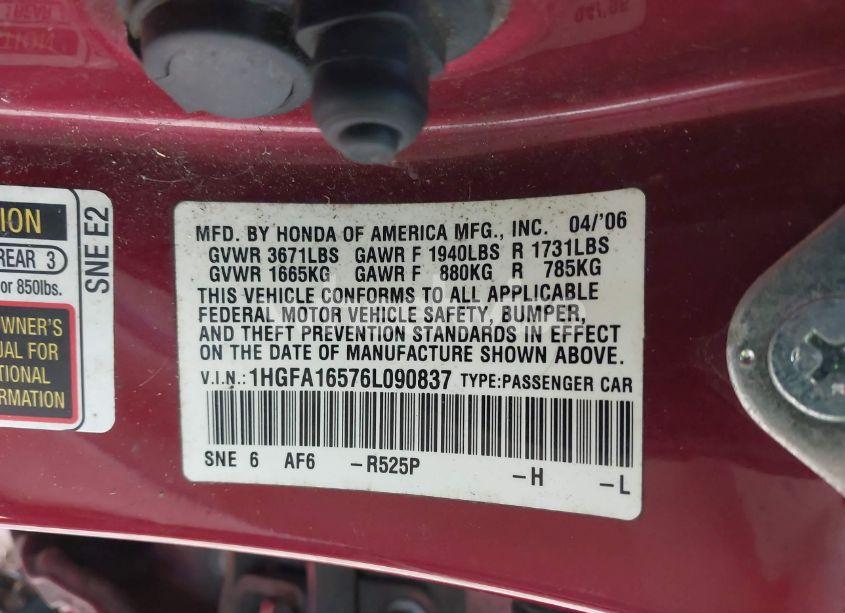 TION
REAR 3
or 850lbs.
OWNER'S
UAL FOR
TIONAL
FORMATION
SNE E2
MFD. BY HONDA OF AMERICA MFG., INC. 04/'06
GVWR 3671LBS GAWR F 1940LBS R 1731LBS
GVWR 1665KG GAWR F 880KG R 785KG
THIS VEHICLE CONFORMS TO ALL APPLICABLE
FEDERAL MOTOR VEHICLE SAFETY, BUMPER,
AND THEFT PREVENTION STANDARDS IN EFFECT
ON THE DATE OF MANUFACTURE SHOWN ABOVE.
V.I.N.: 1HGFA16576L090837 TYPE:PASSENGER CAR
SNE 6 AF6 -R525P -H -L